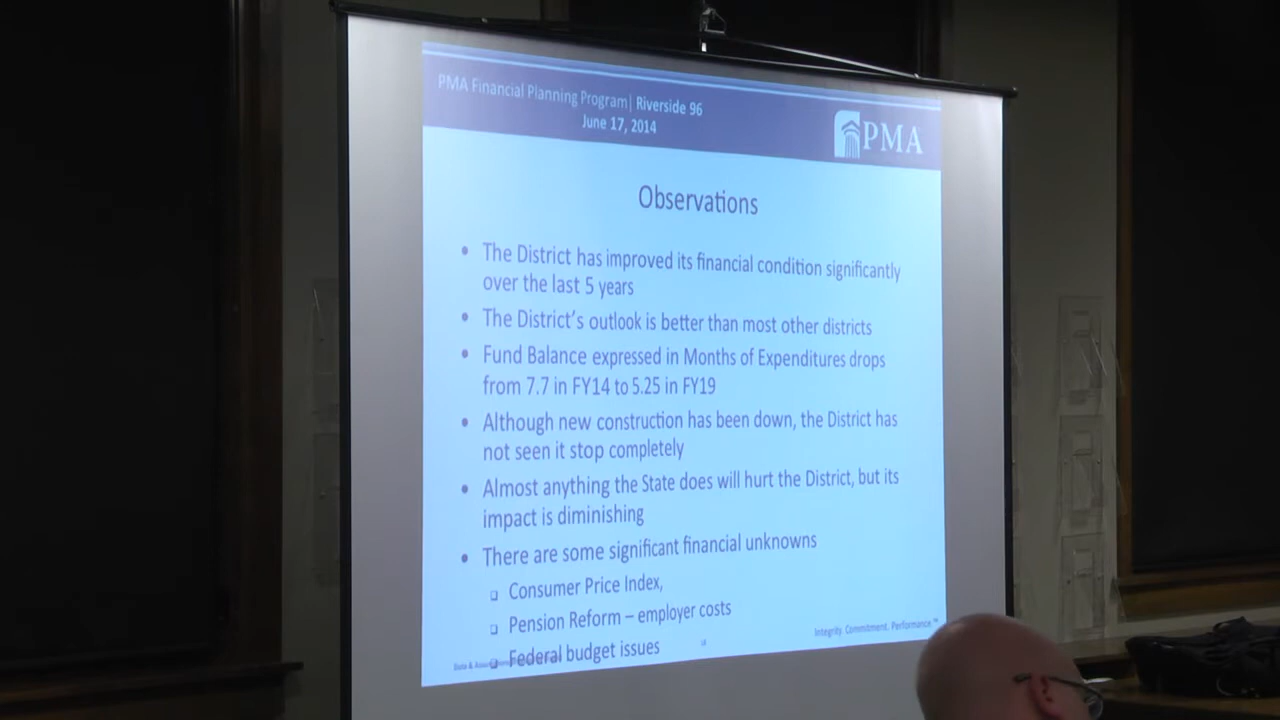 PMA Financial Planning Program| Riverside 96
June 17, 2014
PMA
Observations
• The District has improved its financial condition significantly
over the last 5 years
• The District's outlook is better than most other districts
• Fund Balance expressed in Months of Expenditures drops
from 7.7 in FY14 to 5.25 in FY19
• Although new construction has been down, the District has
not seen it stop completely
• Almost anything the State does will hurt the District, but its
impact is diminishing
• There are some significant financial unknowns
❑ Consumer Price Index,
❑ Pension Reform – employer costs
❑ Federal budget issues
Integrity. Commitment. Performance.™